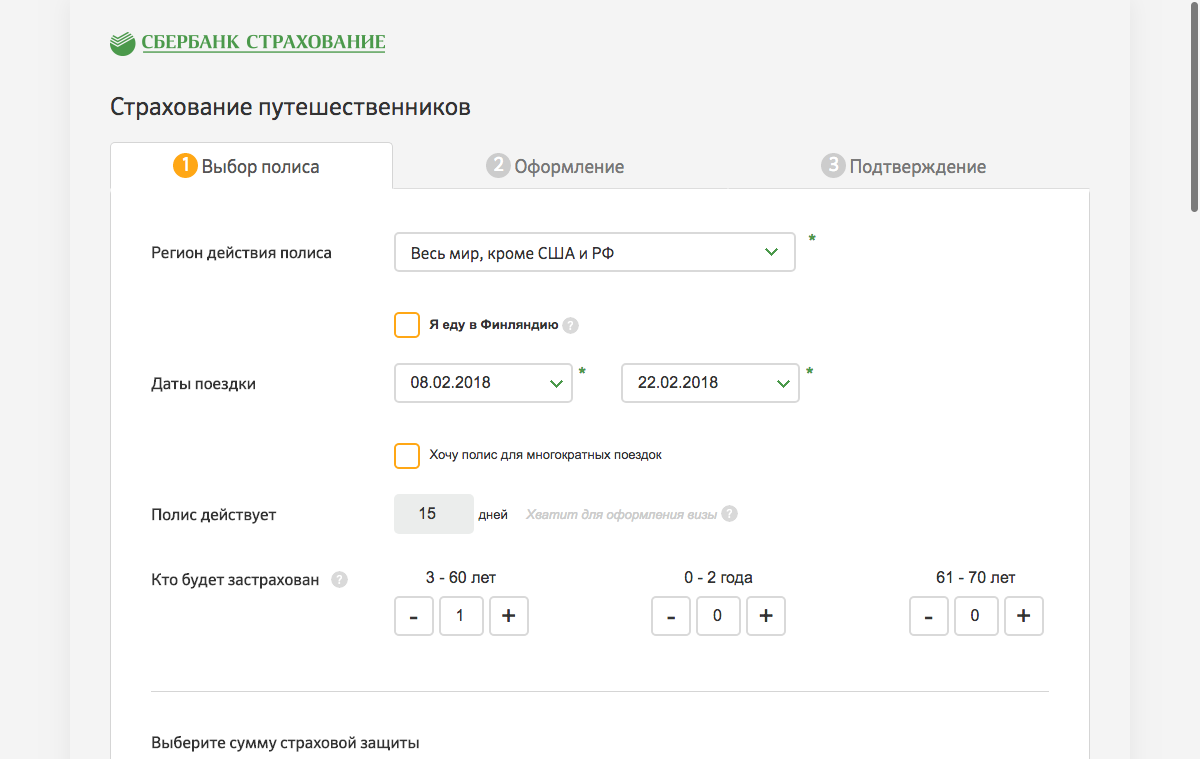 СБЕРБАНК СТРАХОВАНИЕ
Страхование путешественников
1 Выбор полиса 2 Оформление 3 Подтверждение
Регион действия полиса Весь мир, кроме США и РФ *
Я еду в Финляндию ?
Даты поездки 08.02.2018 * 22.02.2018 *
Хочу полис для многократных поездок
Полис действует 15 дней Хватит для оформления визы ?
Кто будет застрахован ? 3 - 60 лет 0 - 2 года 61 - 70 лет
- 1 + - 0 + - 0 +
Выберите сумму страховой защиты